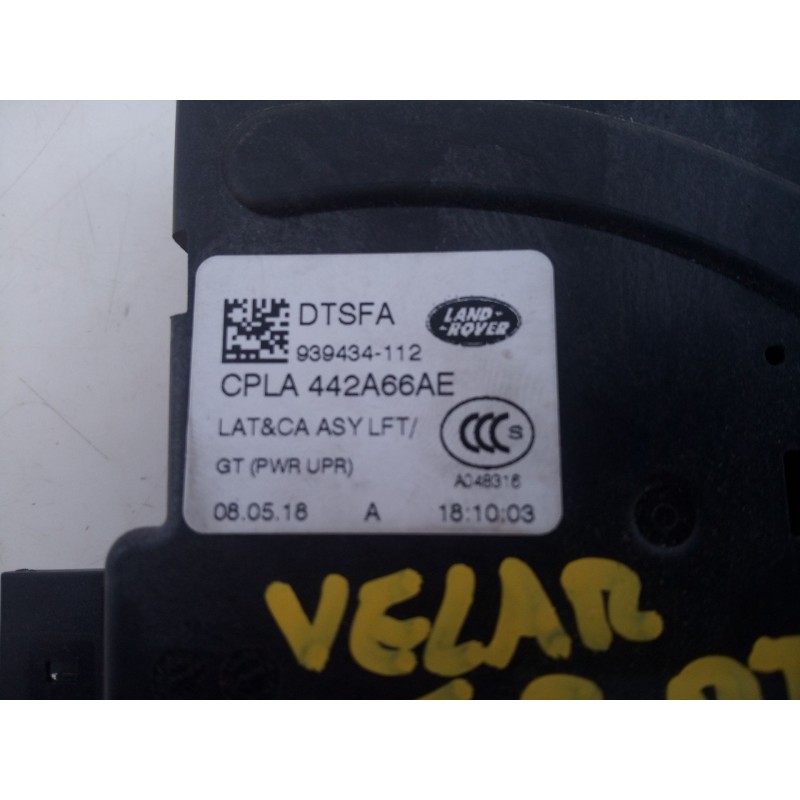 DTSFA
LAND-
-ROVER
939434-112
CPLA 442A66AE
LAT&CA ASY LFT/
CCC S
GT (PWR UPR)
A048316
08.05.18 A 18:10:03
VELAR